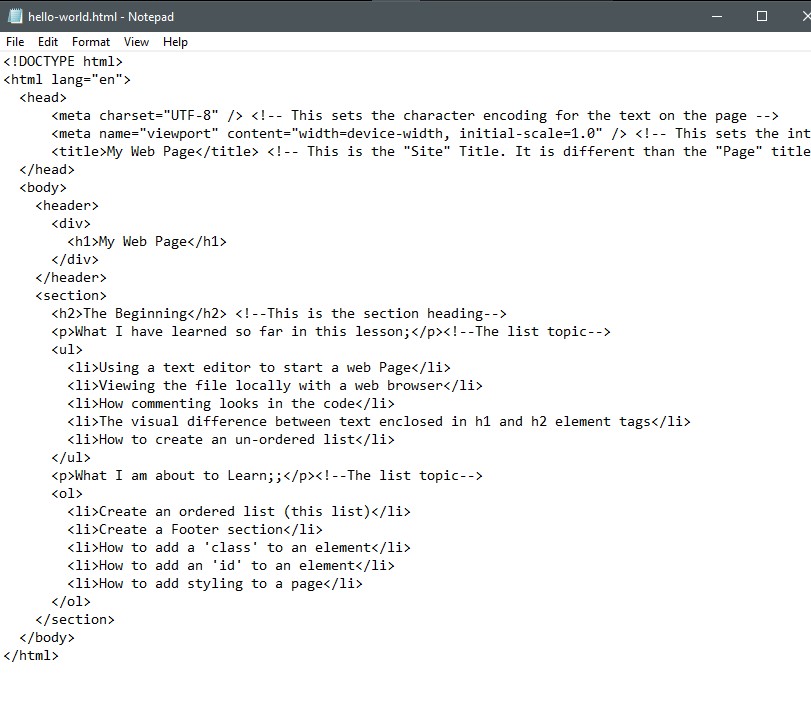 hello-world.html - Notepad
File Edit Format View Help
<!DOCTYPE html>
<html lang="en">
  <head>
      <meta charset="UTF-8" /> <!-- This sets the character encoding for the text on the page -->
      <meta name="viewport" content="width=device-width, initial-scale=1.0" /> <!-- This sets the int
      <title>My Web Page</title> <!-- This is the "Site" Title. It is different than the "Page" title
  </head>
  <body>
    <header>
      <div>
        <h1>My Web Page</h1>
      </div>
    </header>
    <section>
      <h2>The Beginning</h2> <!--This is the section heading-->
      <p>What I have learned so far in this lesson;</p><!--The list topic-->
      <ul>
        <li>Using a text editor to start a web Page</li>
        <li>Viewing the file locally with a web browser</li>
        <li>How commenting looks in the code</li>
        <li>The visual difference between text enclosed in h1 and h2 element tags</li>
        <li>How to create an un-ordered list</li>
      </ul>
      <p>What I am about to Learn;;</p><!--The list topic-->
      <ol>
        <li>Create an ordered list (this list)</li>
        <li>Create a Footer section</li>
        <li>How to add a 'class' to an element</li>
        <li>How to add an 'id' to an element</li>
        <li>How to add styling to a page</li>
      </ol>
    </section>
  </body>
</html>